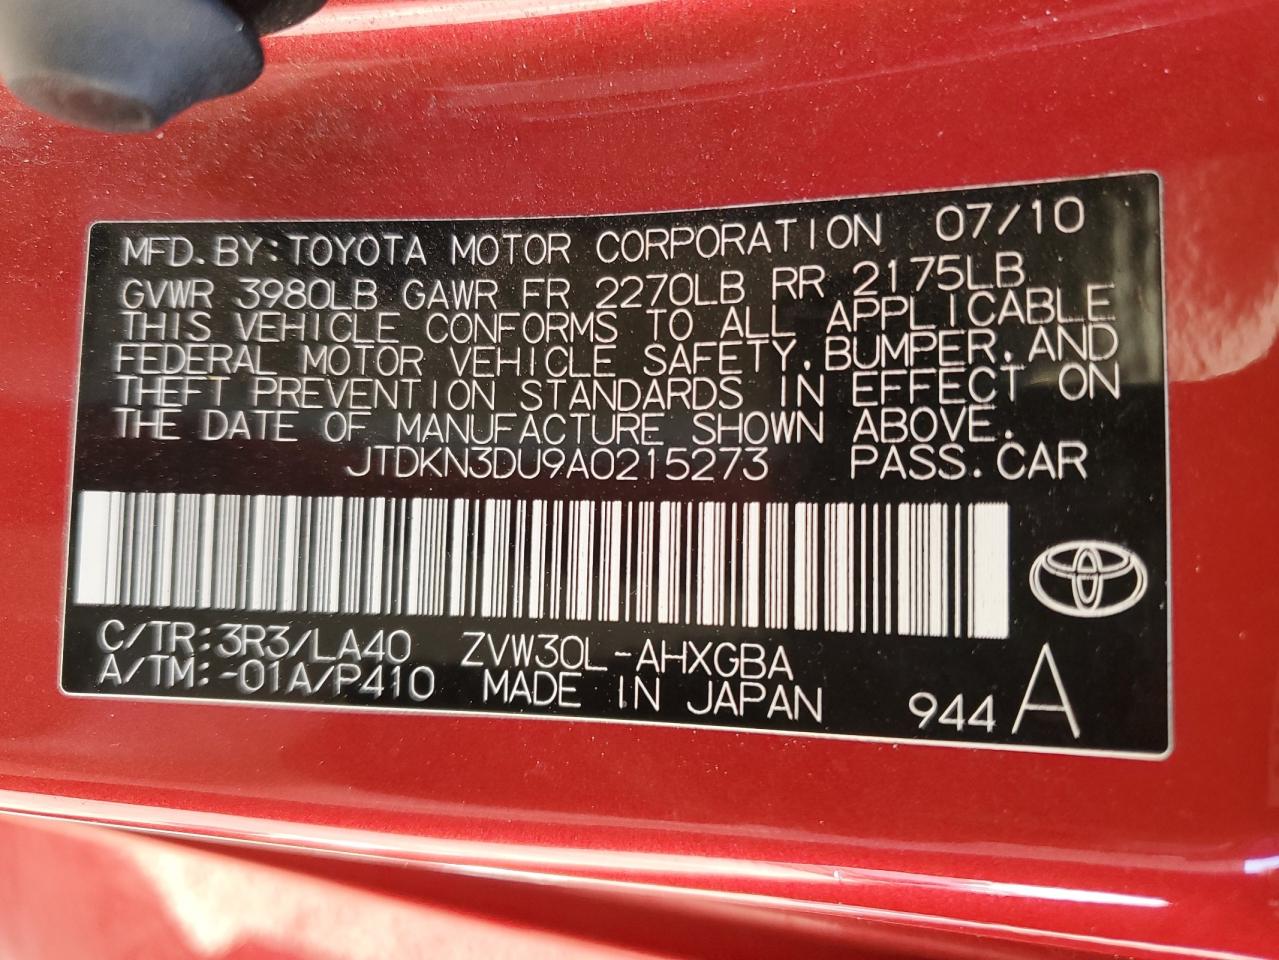 MFD. BY: TOYOTA MOTOR CORPORATION 07/10
GVWR 3980LB GAWR FR 2270LB RR 2175LB
THIS VEHICLE CONFORMS TO ALL APPLICABLE
FEDERAL MOTOR VEHICLE SAFETY, BUMPER, AND
THEFT PREVENTION STANDARDS IN EFFECT ON
THE DATE OF MANUFACTURE SHOWN ABOVE.
JTDKN3DU9A0215273 PASS. CAR
C/TR: 3R3/LA40 ZVW30L-AHXGBA
A/TM: -01A/P410 MADE IN JAPAN 944 A